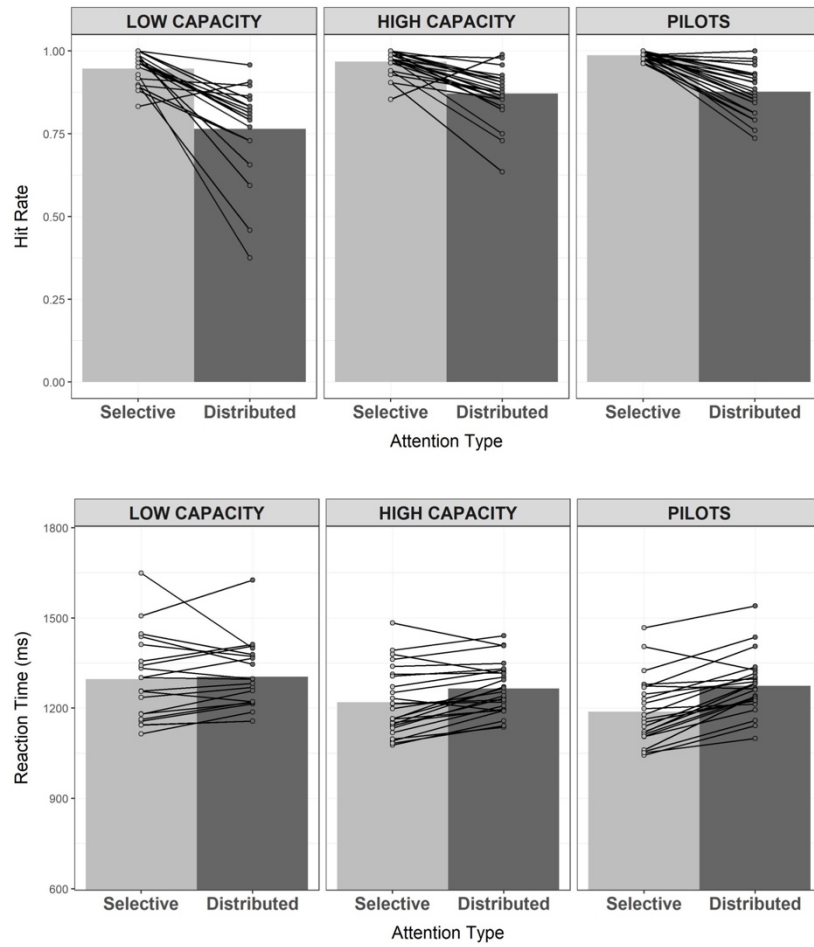 LOW CAPACITY HIGH CAPACITY PILOTS
1.00
0.75
0.50
0.25
0.00
Hit Rate
Selective Distributed Selective Distributed Selective Distributed
Attention Type
LOW CAPACITY HIGH CAPACITY PILOTS
1800
1500
1200
900
600
Reaction Time (ms)
Selective Distributed Selective Distributed Selective Distributed
Attention Type